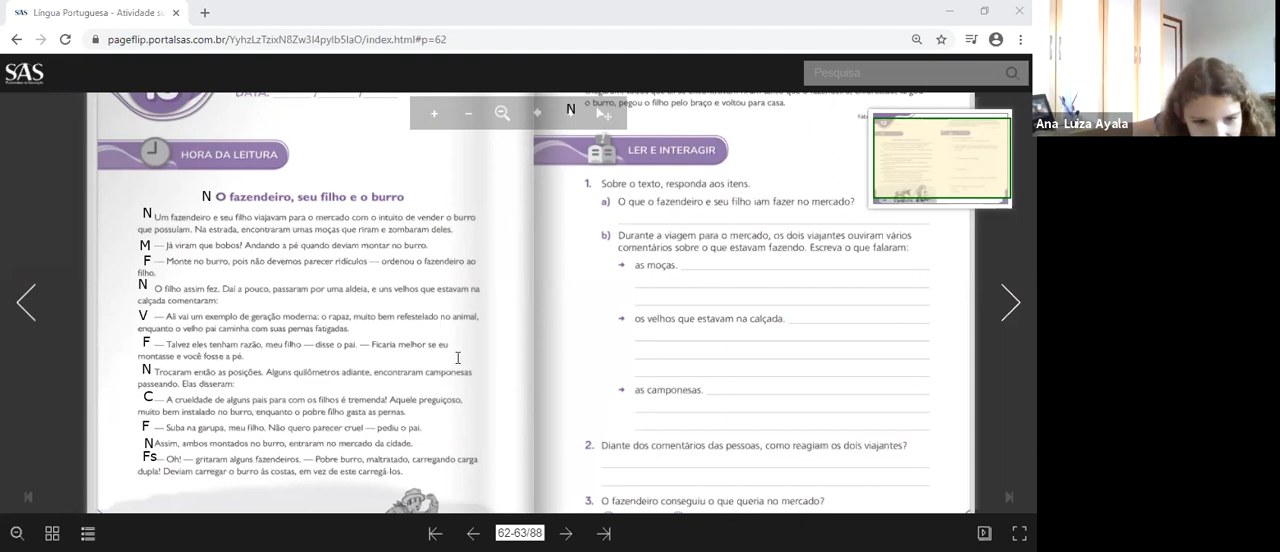 SAS Língua Portuguesa - Atividade su
pageflip.portalsas.com.br/YyhzLzTzixN8Zw3I4pyIb5IaO/index.html#p=62
SAS
Pesquisa
DATA: ___/___/___
HORA DA LEITURA
N O fazendeiro, seu filho e o burro
N Um fazendeiro e seu filho viajavam para o mercado com o intuito de vender o burro
que possuíam. Na estrada, encontraram umas moças que riram e zombaram deles.
M — Já viram que bobos? Andando a pé quando deviam montar no burro.
F — Monte no burro, pois não devemos parecer ridículos — ordenou o fazendeiro ao
filho.
N O filho assim fez. Daí a pouco, passaram por uma aldeia, e uns velhos que estavam na
calçada comentaram:
V — Ali vai um exemplo de geração moderna: o rapaz, muito bem refestelado no animal,
enquanto o velho pai caminha com suas pernas fatigadas.
F — Talvez eles tenham razão, meu filho — disse o pai. — Ficaria melhor se eu
montasse e você fosse a pé.
N Trocaram então as posições. Alguns quilômetros adiante, encontraram camponesas
passeando. Elas disseram:
C — A crueldade de alguns pais para com os filhos é tremenda! Aquele preguiçoso,
muito bem instalado no burro, enquanto o pobre filho gasta as pernas.
F — Suba na garupa, meu filho. Não quero parecer cruel — pediu o pai.
N Assim, ambos montados no burro, entraram no mercado da cidade.
Fs — Oh! — gritaram alguns fazendeiros. — Pobre burro, maltratado, carregando carga
dupla! Deviam carregar o burro às costas, em vez de este carregá-los.
N o burro, pegou o filho pelo braço e voltou para casa.
LER E INTERAGIR
1. Sobre o texto, responda aos itens.
a) O que o fazendeiro e seu filho iam fazer no mercado?
b) Durante a viagem para o mercado, os dois viajantes ouviram vários
comentários sobre o que estavam fazendo. Escreva o que falaram:
as moças.
os velhos que estavam na calçada.
as camponesas.
2. Diante dos comentários das pessoas, como reagiam os dois viajantes?
3. O fazendeiro conseguiu o que queria no mercado?
62-63/88
Ana Luiza Ayala